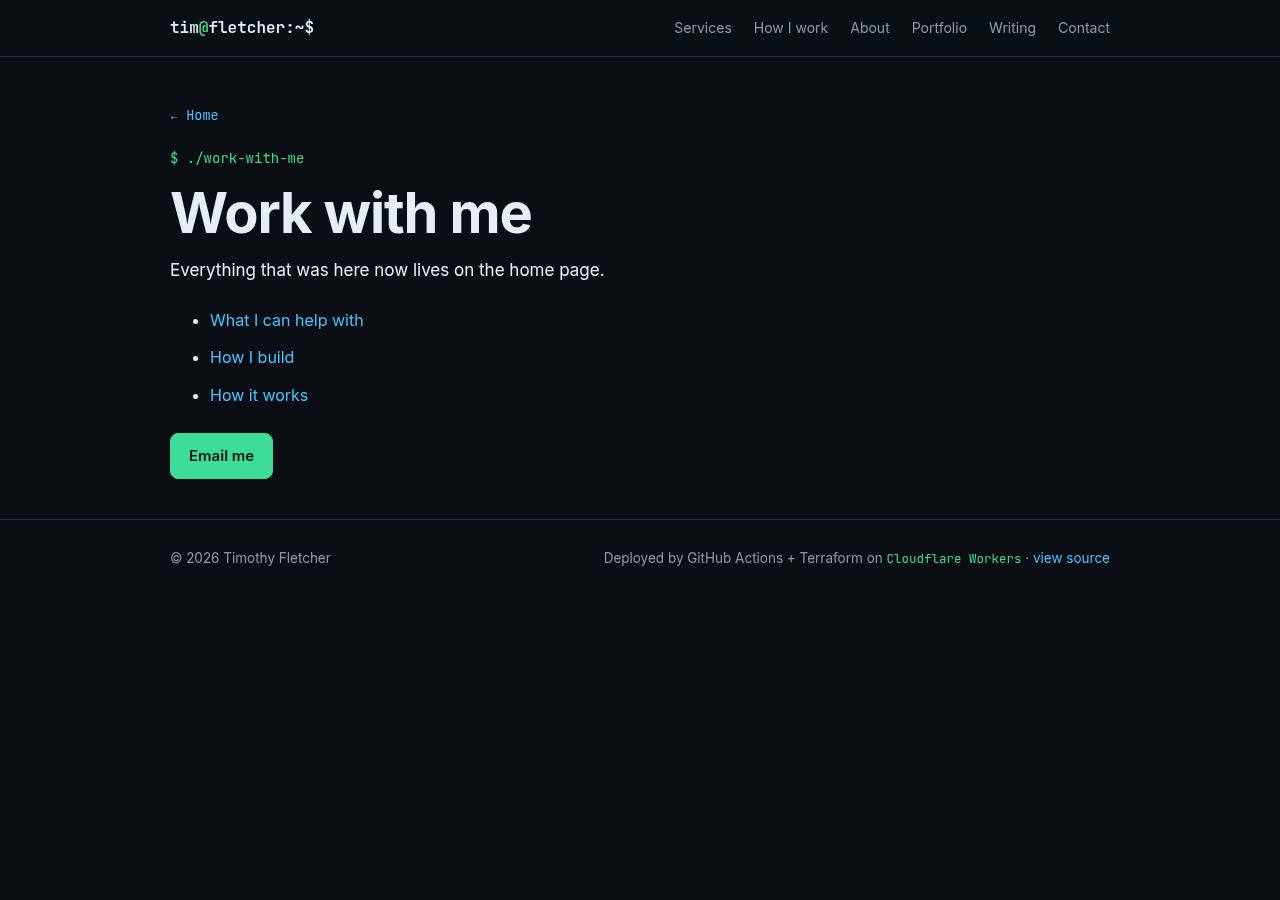 tim@fletcher:~$
Services How I work About Portfolio Writing Contact
← Home
$ ./work-with-me
Work with me
Everything that was here now lives on the home page.
• What I can help with
• How I build
• How it works
Email me
© 2026 Timothy Fletcher
Deployed by GitHub Actions + Terraform on Cloudflare Workers · view source